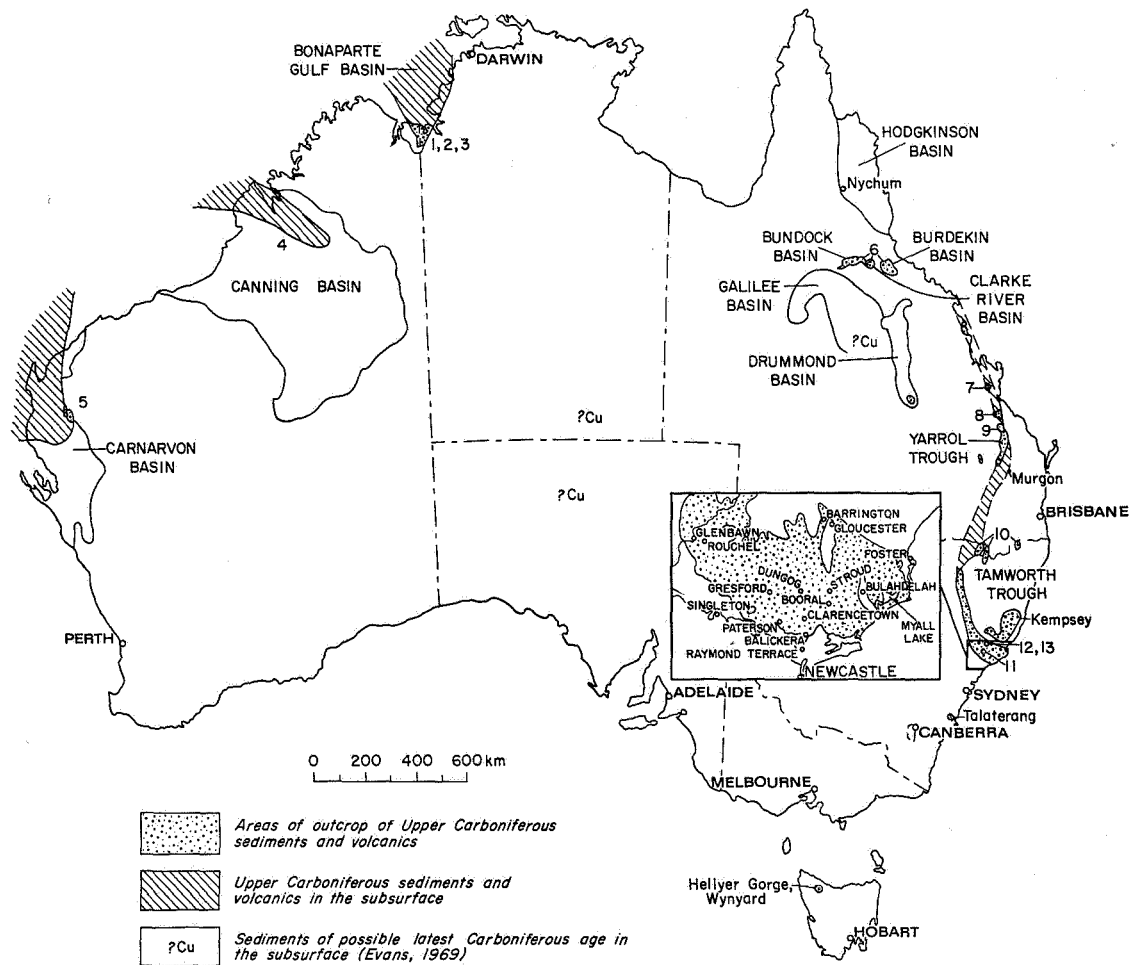 BONAPARTE
GULF BASIN
DARWIN
1,2,3
HODGKINSON
BASIN
Nychum
4
BUNDOCK
BASIN
6
BURDEKIN
BASIN
CANNING BASIN
GALILEE
BASIN
CLARKE
RIVER
BASIN
?Cu
DRUMMOND
BASIN
7
5
8
?Cu
9
CARNARVON
BASIN
YARROL
TROUGH
?Cu
Murgon
BRISBANE
BARRINGTON
GLOUCESTER
GLENBAWN
ROUCHEL
10
FOSTER
TAMWORTH
TROUGH
DUNGOG
STROUD
GRESFORD
BULAHDELAH
BOORAL
SINGLETON
CLARENCETOWN
Kempsey
PATERSON
MYALL
LAKE
BALICKERA
RAYMOND TERRACE
12,13
11
NEWCASTLE
PERTH
ADELAIDE
SYDNEY
Talaterang
CANBERRA
0 200 400 600 km
MELBOURNE
Areas of outcrop of Upper Carboniferous
sediments and volcanics
Upper Carboniferous sediments and
volcanics in the subsurface
Hellyer Gorge,
Wynyard
HOBART
?Cu
Sediments of possible latest Carboniferous age in
the subsurface (Evans, 1969)